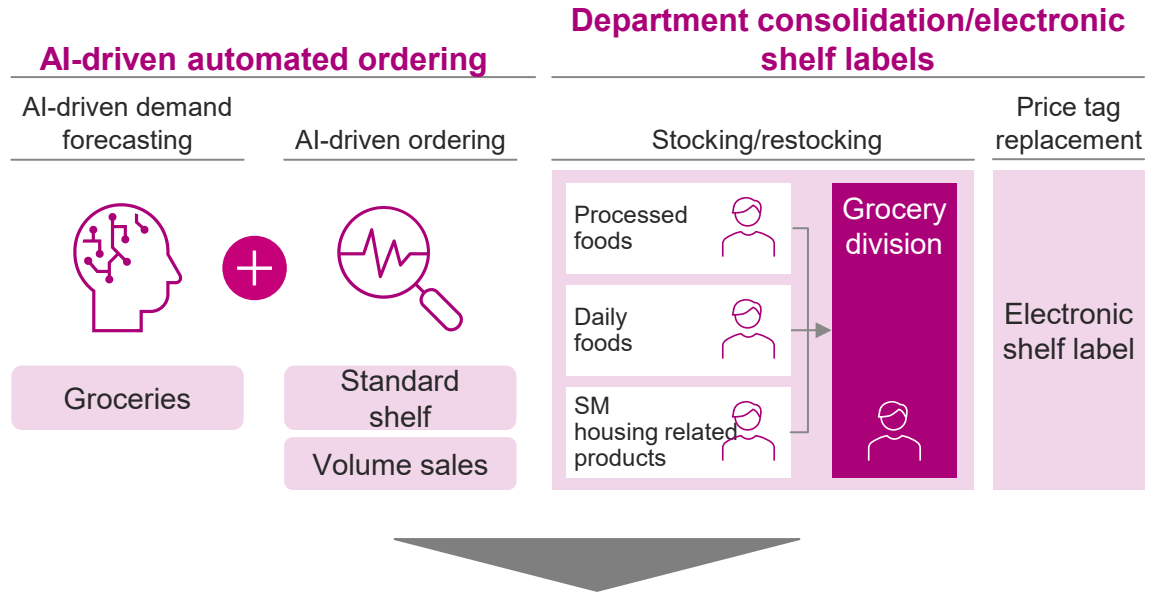 AI-driven automated ordering
Department consolidation/electronic
shelf labels
AI-driven demand
forecasting
AI-driven ordering
Stocking/restocking
Price tag
replacement
Groceries
Standard
shelf
Volume sales
Processed
foods
Daily
foods
SM
housing related
products
Grocery
division
Electronic
shelf label